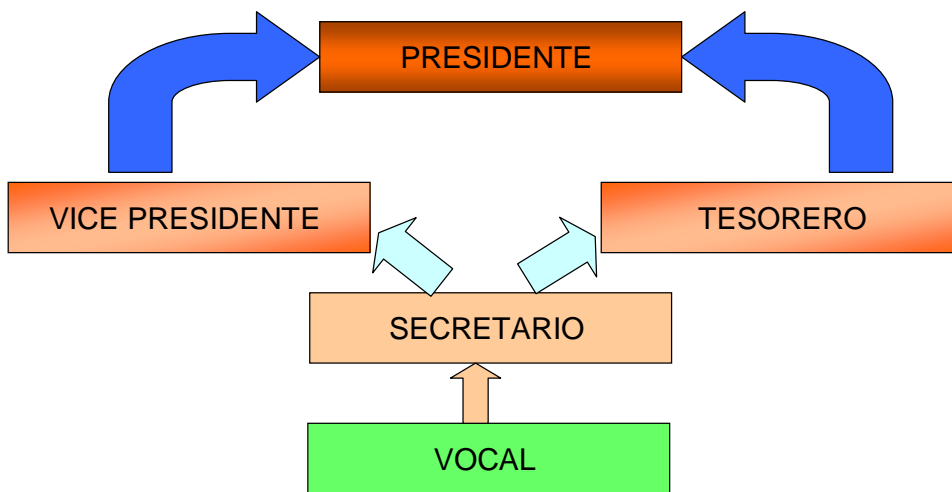 PRESIDENTE
VICE PRESIDENTE
TESORERO
SECRETARIO
VOCAL